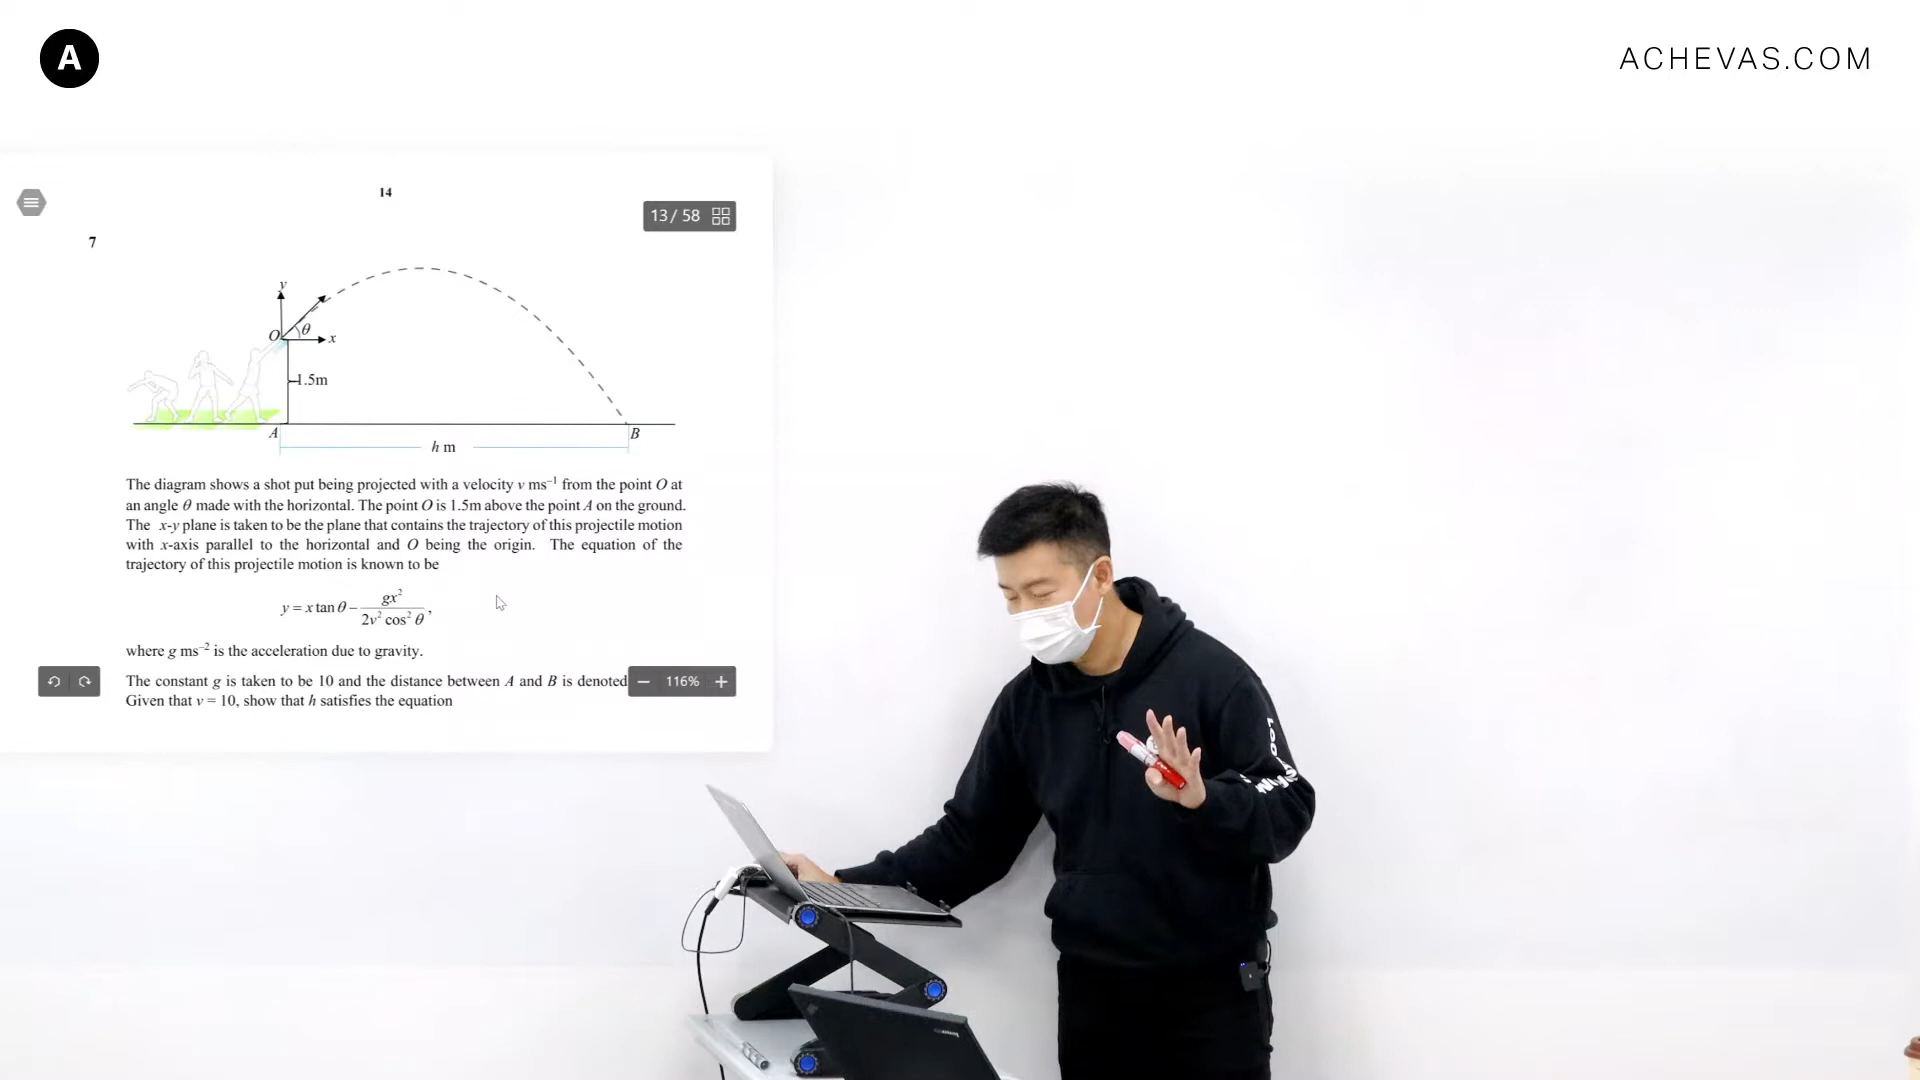 A
ACHEVAS.COM
14
13 / 58
7
y
O
θ
x
1.5m
A
B
h m
The diagram shows a shot put being projected with a velocity v ms⁻¹ from the point O at
an angle θ made with the horizontal. The point O is 1.5m above the point A on the ground.
The x-y plane is taken to be the plane that contains the trajectory of this projectile motion
with x-axis parallel to the horizontal and O being the origin. The equation of the
trajectory of this projectile motion is known to be
y = x tan θ − gx² / 2v² cos² θ ,
where g ms⁻² is the acceleration due to gravity.
The constant g is taken to be 10 and the distance between A and B is denoted
116%
Given that v = 10, show that h satisfies the equation